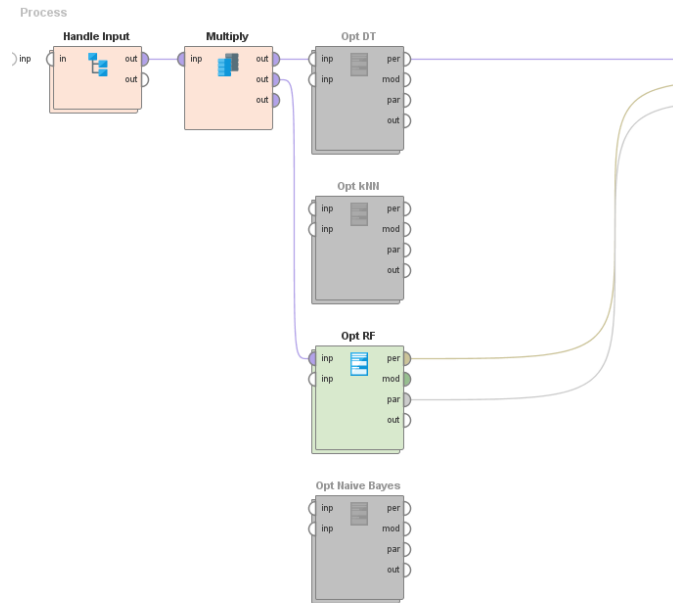 Process
Handle Input
Multiply
Opt DT
inp
in
out
out
inp
out
out
out
inp
inp
per
mod
par
out
Opt kNN
inp
inp
per
mod
par
out
Opt RF
inp
inp
per
mod
par
out
Opt Naive Bayes
inp
inp
per
mod
par
out